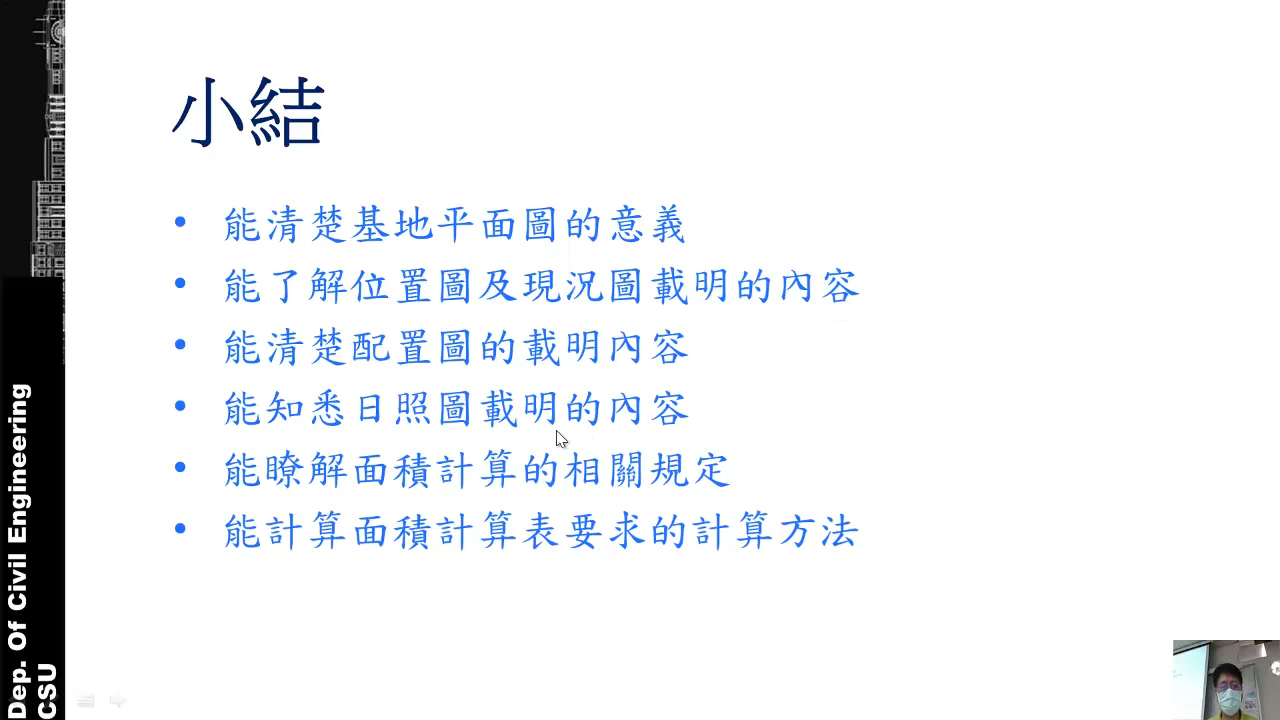 小結
• 能清楚基地平面圖的意義
• 能了解位置圖及現況圖載明的內容
• 能清楚配置圖的載明內容
• 能知悉日照圖載明的內容
• 能瞭解面積計算的相關規定
• 能計算面積計算表要求的計算方法
Dep. Of Civil Engineering
CSU